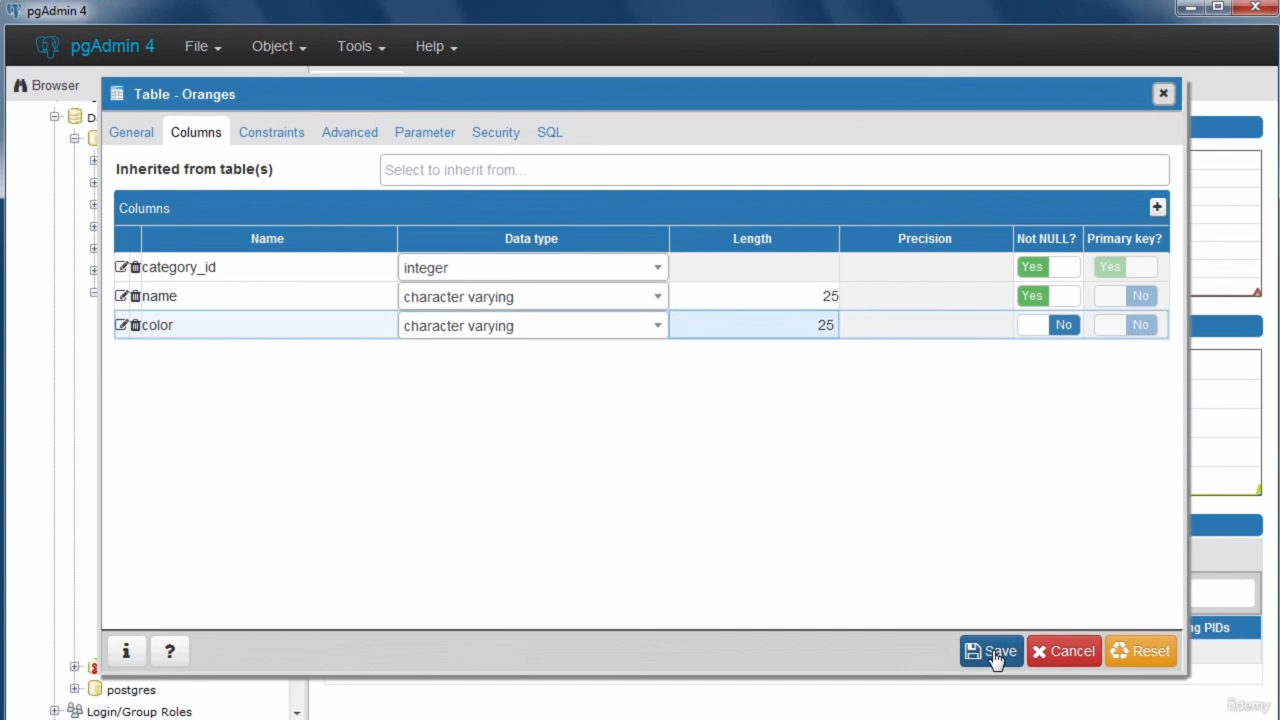 pgAdmin 4
pgAdmin 4 File Object Tools Help
Browser
Table - Oranges
D
General Columns Constraints Advanced Parameter Security SQL
Inherited from table(s) Select to inherit from...
Columns
Name Data type Length Precision Not NULL? Primary key?
category_id integer Yes Yes
name character varying 25 Yes No
color character varying 25 No No
ng PIDs
i ? Save Cancel Reset
postgres
Login/Group Roles
ûdemy